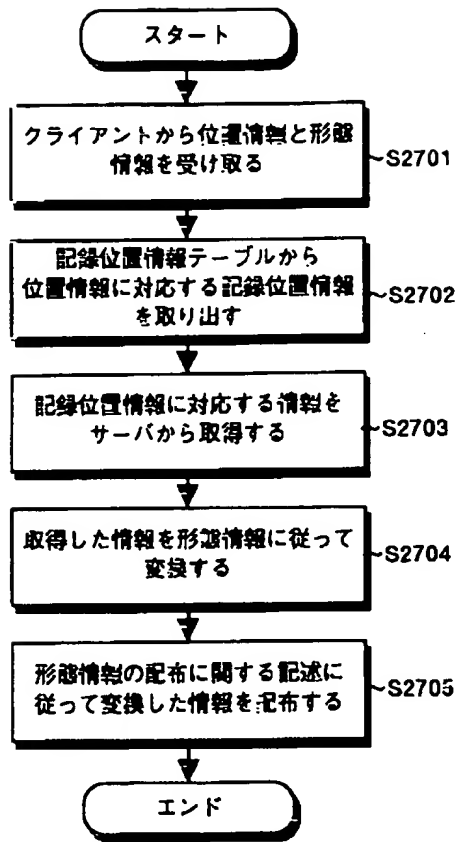 スタート
クライアントから位置情報と形態
情報を受け取る
S2701
記録位置情報テーブルから
位置情報に対応する記録位置情報
を取り出す
S2702
記録位置情報に対応する情報を
サーバから取得する
S2703
取得した情報を形態情報に従って
変換する
S2704
形態情報の配布に関する記述に
従って変換した情報を配布する
S2705
エンド